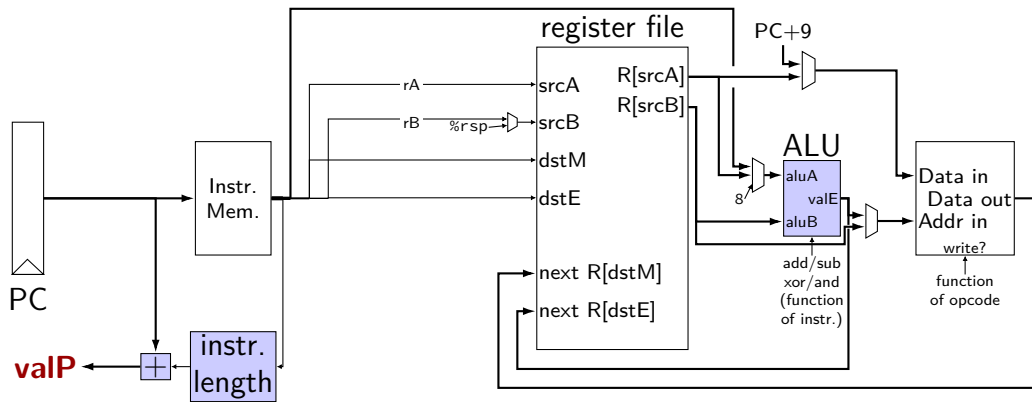 register file
PC+9
rA
srcA
R[srcA]
R[srcB]
rB
%rsp
srcB
ALU
Instr.
Mem.
dstM
dstE
8
aluA
valE
aluB
Data in
Data out
Addr in
write?
add/sub
xor/and
(function
of instr.)
function
of opcode
next R[dstM]
next R[dstE]
PC
valP
+
instr.
length